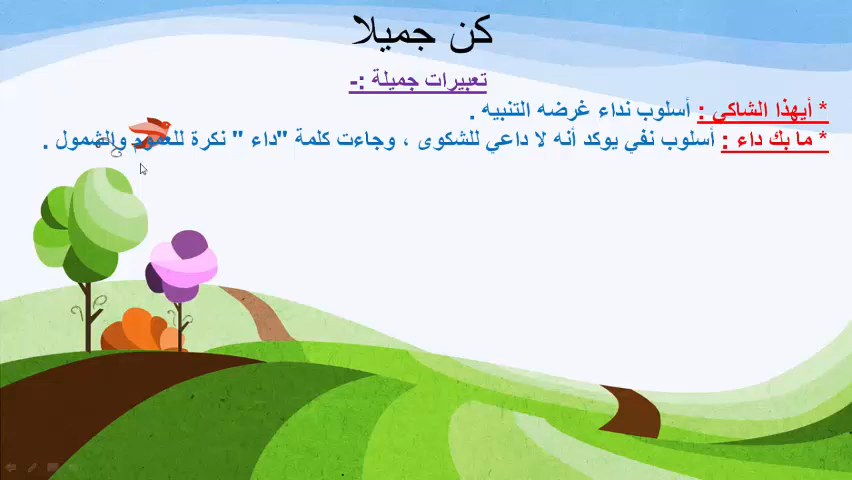 كن جميلا
تعبيرات جميلة :-
* أيهذا الشاكي : أسلوب نداء غرضه التنبيه .
* ما بك داء : أسلوب نفي يوكد أنه لا داعي للشكوى ، وجاءت كلمة "داء " نكرة للعموم والشمول .